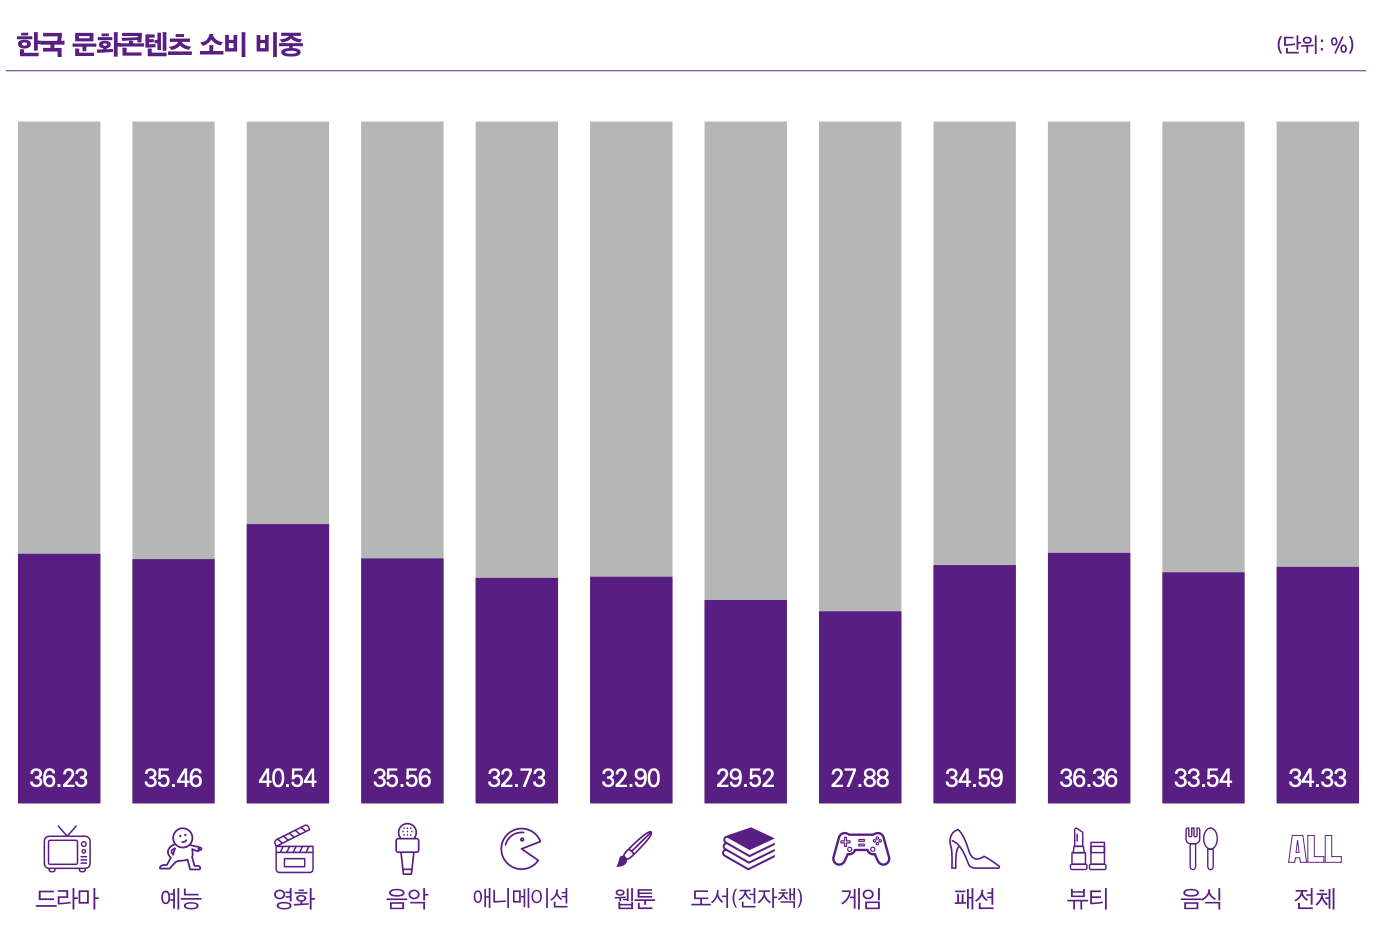 한국 문화콘텐츠 소비 비중
(단위: %)
36.23 35.46 40.54 35.56 32.73 32.90 29.52 27.88 34.59 36.36 33.54 34.33
ALL
드라마 예능 영화 음악 애니메이션 웹툰 도서(전자책) 게임 패션 뷰티 음식 전체